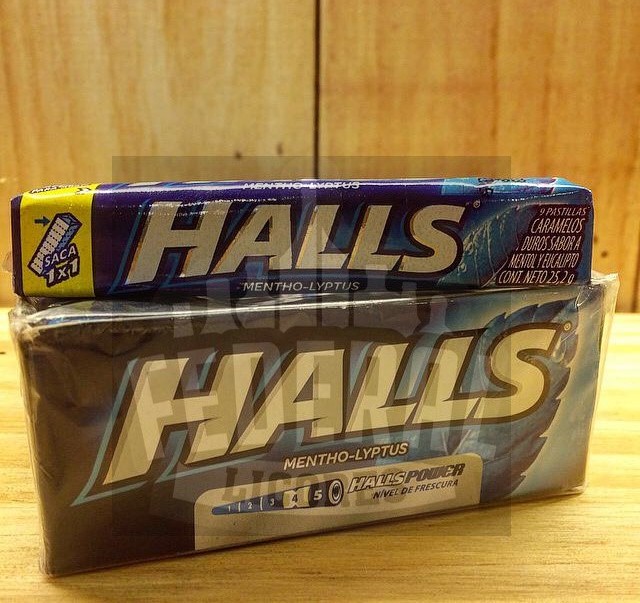 MENTHO-LYPTUS
HALLS®
MENTHO-LYPTUS
SACA
1x1
9 PASTILLAS
CARAMELOS
DUROS SABOR A
MENTOL Y EUCALIPTO
CONT. NETO 25,2 g
HALLS®
MENTHO-LYPTUS
1 2 3 4 5
HALLS POWER
NIVEL DE FRESCURA
FEDERAL